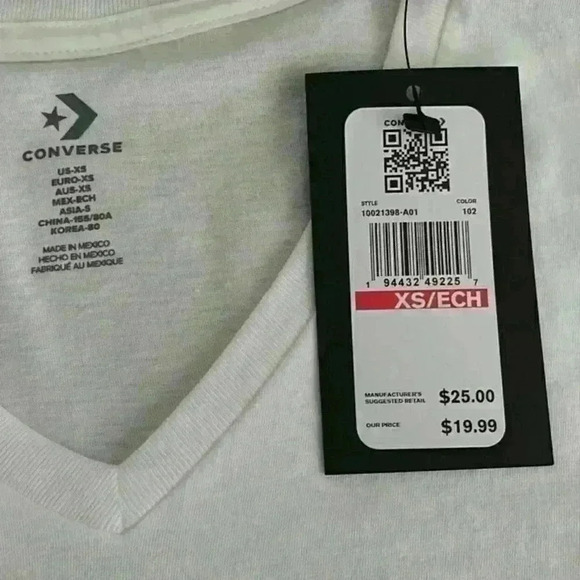 CONVERSE
US-XS
EURO-XS
AUS-XS
MEX-ECH
ASIA-S
CHINA-155/80A
KOREA-80
MADE IN MEXICO
HECHO EN MÉXICO
FABRIQUÉ AU MEXIQUE
CON
STYLE COLOR
10021398-A01 102
1 94432 49225 7
XS/ECH
MANUFACTURER'S
SUGGESTED RETAIL $25.00
OUR PRICE $19.99